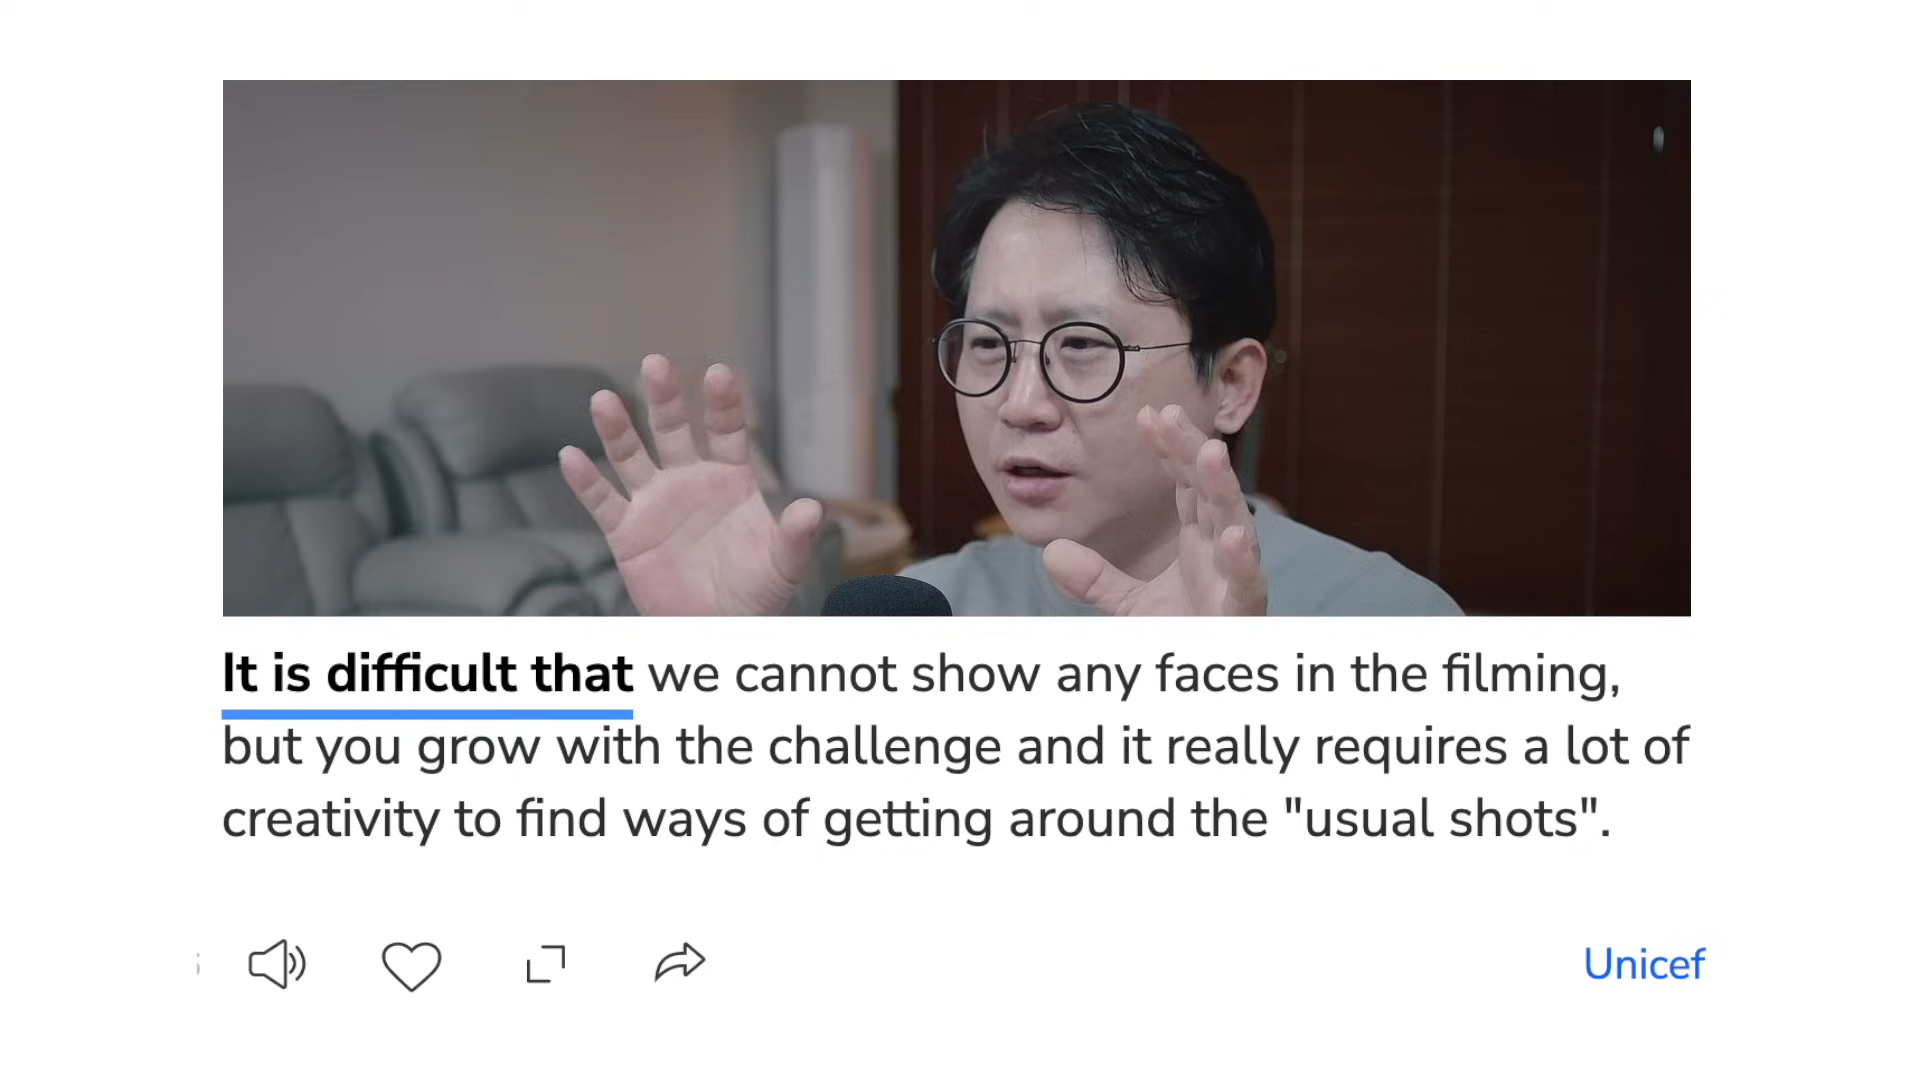 It is difficult that we cannot show any faces in the filming,
but you grow with the challenge and it really requires a lot of
creativity to find ways of getting around the "usual shots".
Unicef